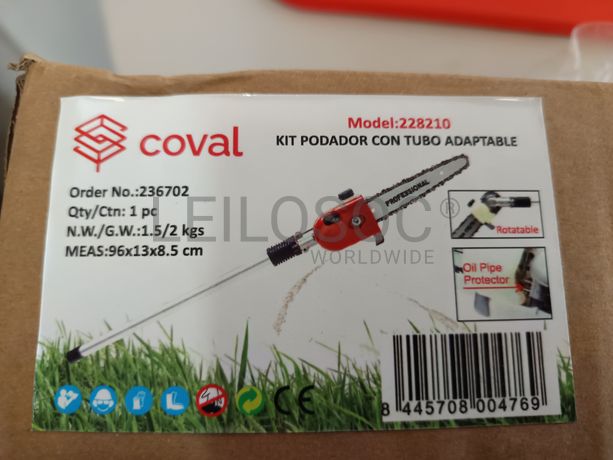 coval
Model:228210
KIT PODADOR CON TUBO ADAPTABLE
Order No.:236702
Qty/Ctn: 1 pc
N.W./G.W.:1.5/2 kgs
MEAS:96x13x8.5 cm
PROFESSIONAL
Rotatable
Oil Pipe
Protector
LEILOSOC®
WORLDWIDE
CE
8 445708 004769